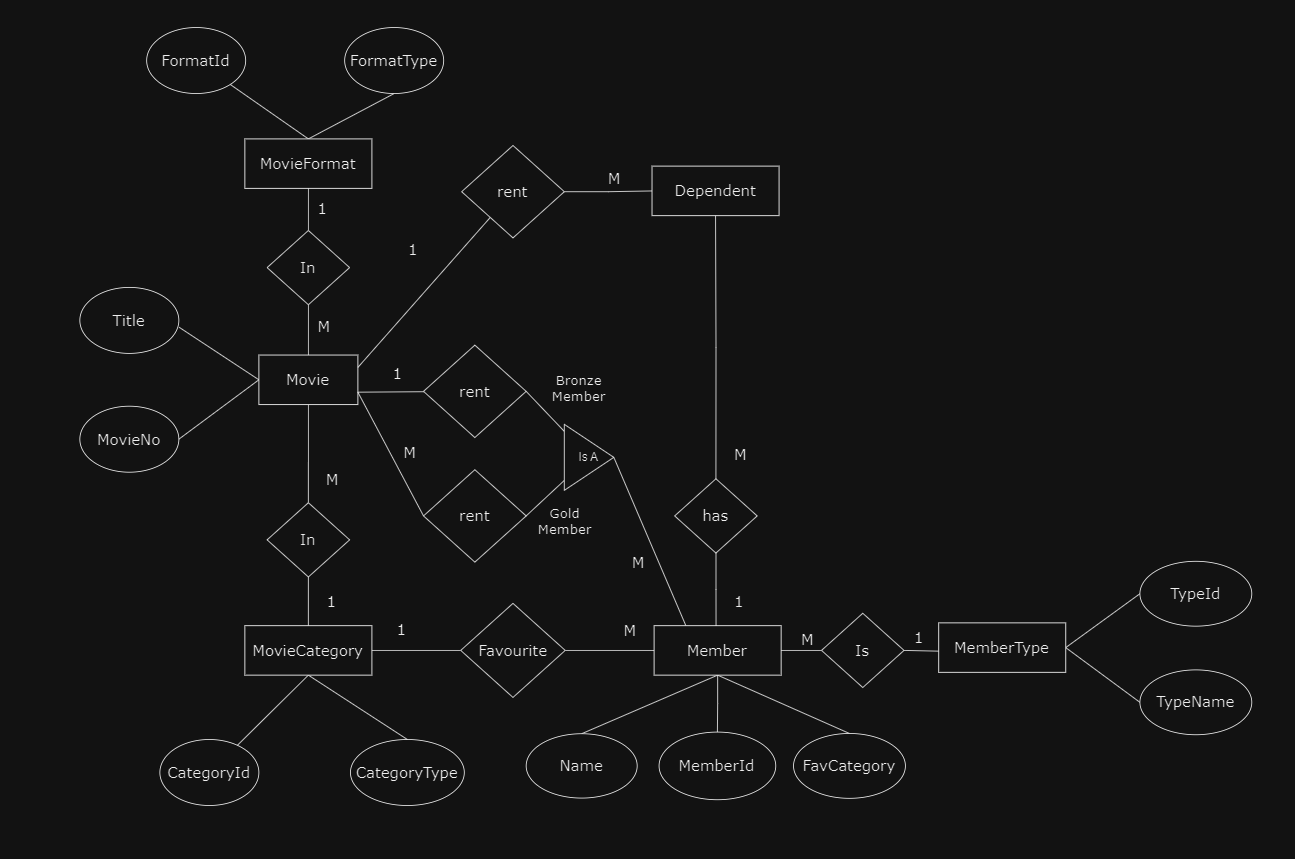 FormatId
FormatType
MovieFormat
1
In
M
rent
M
Dependent
1
Title
Movie
MovieNo
1
rent
Bronze
Member
M
rent
Is A
Gold
Member
M
M
has
M
In
1
1
MovieCategory
1
Favourite
M
Member
M
Is
1
MemberType
TypeId
TypeName
CategoryId
CategoryType
Name
MemberId
FavCategory